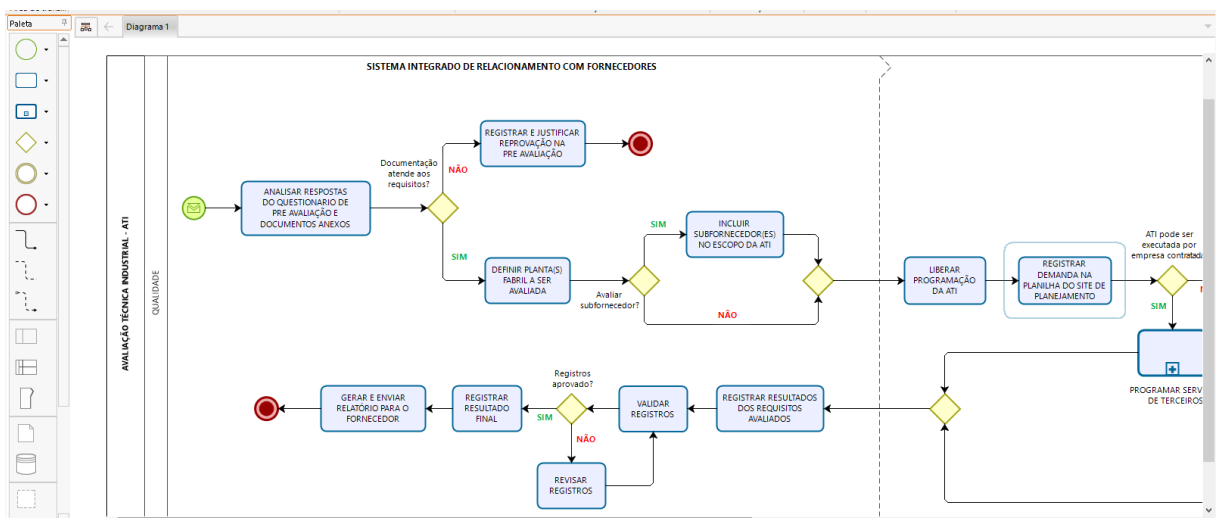 Paleta
Diagrama 1
SISTEMA INTEGRADO DE RELACIONAMENTO COM FORNECEDORES
AVALIAÇÃO TÉCNICA INDUSTRIAL - ATI
QUALIDADE
REGISTRAR E JUSTIFICAR
REPROVAÇÃO NA
PRE AVALIAÇÃO
Documentação
atende aos
requisitos?
NÃO
ANALISAR RESPOSTAS
DO QUESTIONARIO DE
PRE AVALIAÇÃO E
DOCUMENTOS ANEXOS
SIM
DEFINIR PLANTA(S)
FABRIL A SER
AVALIADA
Avaliar
subfornecedor?
SIM
INCLUIR
SUBFORNECEDOR(ES)
NO ESCOPO DA ATI
NÃO
LIBERAR
PROGRAMAÇÃO
DA ATI
REGISTRAR
DEMANDA NA
PLANILHA DO SITE DE
PLANEJAMENTO
ATI pode ser
executada por
empresa contratada
SIM
PROGRAMAR SERV
DE TERCEIROS
REGISTRAR RESULTADOS
DOS REQUISITOS
AVALIADOS
VALIDAR
REGISTROS
Registros
aprovado?
SIM
NÃO
REVISAR
REGISTROS
REGISTRAR
RESULTADO
FINAL
GERAR E ENVIAR
RELATÓRIO PARA O
FORNECEDOR